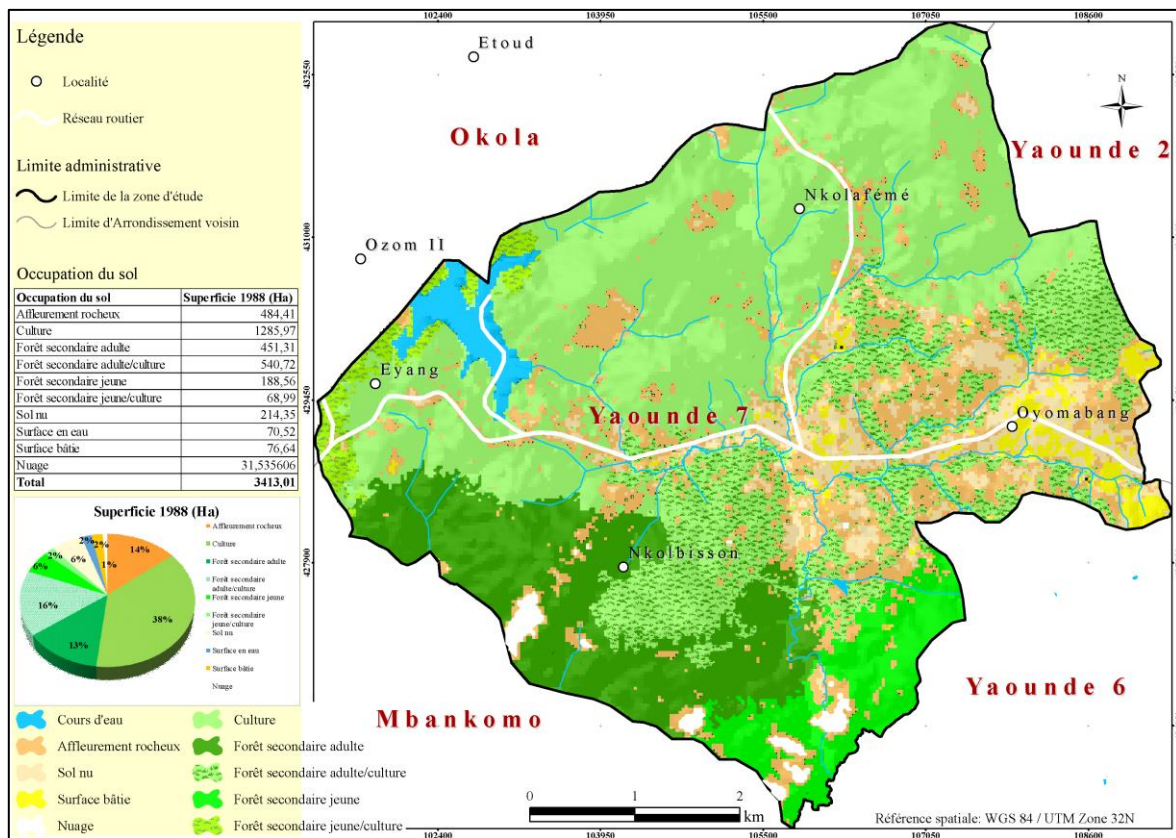 Légende
Localité
Réseau routier
Limite administrative
Limite de la zone d'étude
Limite d'Arrondissement voisin
Occupation du sol
Occupation du sol Superficie 1988 (Ha)
Affleurement rocheux 484,41
Culture 1285,97
Forêt secondaire adulte 451,31
Forêt secondaire adulte/culture 540,72
Forêt secondaire jeune 188,56
Forêt secondaire jeune/culture 68,99
Sol nu 214,35
Surface en eau 70,52
Surface bâtie 76,64
Nuage 31,535606
Total 3413,01
Superficie 1988 (Ha)
2% 2% 1% 14%
2% 6%
6%
16%
13%
38%
Affleurement rocheux
Culture
Forêt secondaire adulte
Forêt secondaire
adulte/culture
Forêt secondaire jeune
Forêt secondaire
jeune/culture
Sol nu
Surface en eau
Surface bâtie
Nuage
Cours d'eau
Affleurement rocheux
Sol nu
Surface bâtie
Nuage
Culture
Forêt secondaire adulte
Forêt secondaire adulte/culture
Forêt secondaire jeune
Forêt secondaire jeune/culture
102400 103950 105500 107050 108600
432550
431000
429450
427900
Etoud
N
Okola
Yaounde 2
Nkolafémé
Ozom II
Eyang
Yaounde 7
Oyomabang
Nkolbisson
Mbankomo
Yaounde 6
0 1 2
km
Référence spatiale: WGS 84 / UTM Zone 32N
102400 103950 105500 107050 108600